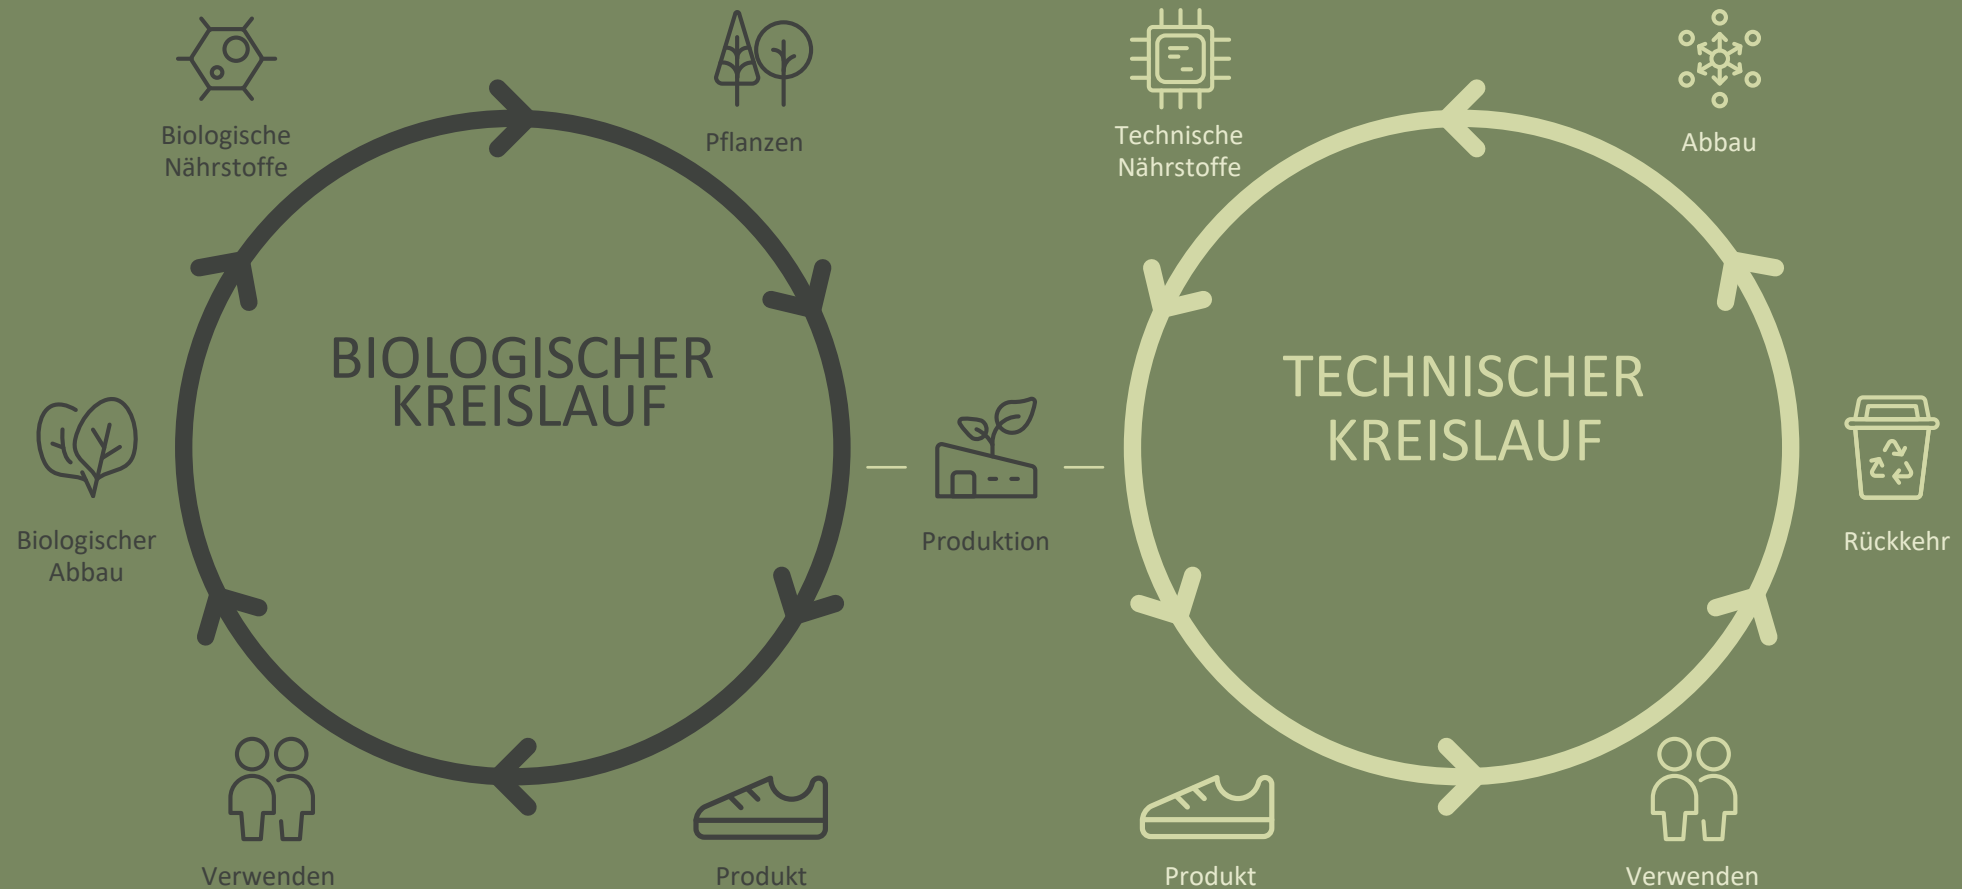 Biologische
Nährstoffe
Pflanzen
Technische
Nährstoffe
Abbau
BIOLOGISCHER
KREISLAUF
TECHNISCHER
KREISLAUF
Biologischer
Abbau
Produktion
Rückkehr
Verwenden
Produkt
Produkt
Verwenden